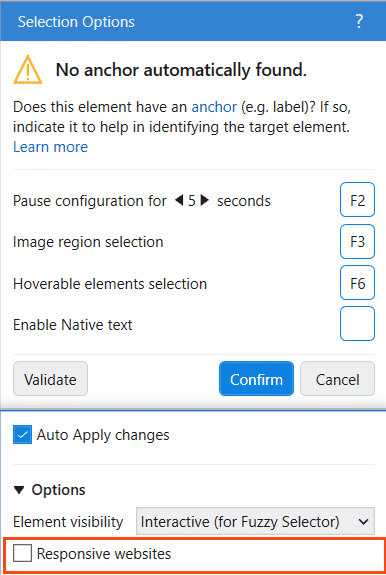 Selection Options ?
No anchor automatically found.
Does this element have an anchor (e.g. label)? If so,
indicate it to help in identifying the target element.
Learn more
Pause configuration for 5 seconds F2
Image region selection F3
Hoverable elements selection F6
Enable Native text
Validate Confirm Cancel
Auto Apply changes
Options
Element visibility Interactive (for Fuzzy Selector)
Responsive websites